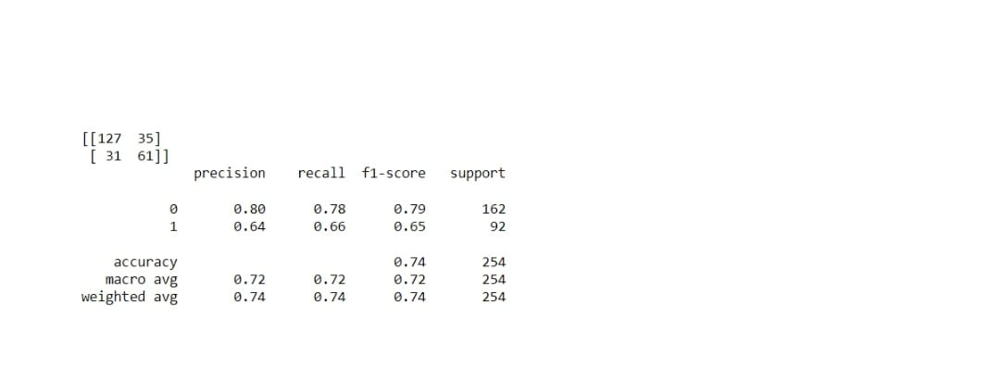 [[127 35]
[ 31 61]]
precision recall f1-score support
0 0.80 0.78 0.79 162
1 0.64 0.66 0.65 92
accuracy 0.74 254
macro avg 0.72 0.72 0.72 254
weighted avg 0.74 0.74 0.74 254